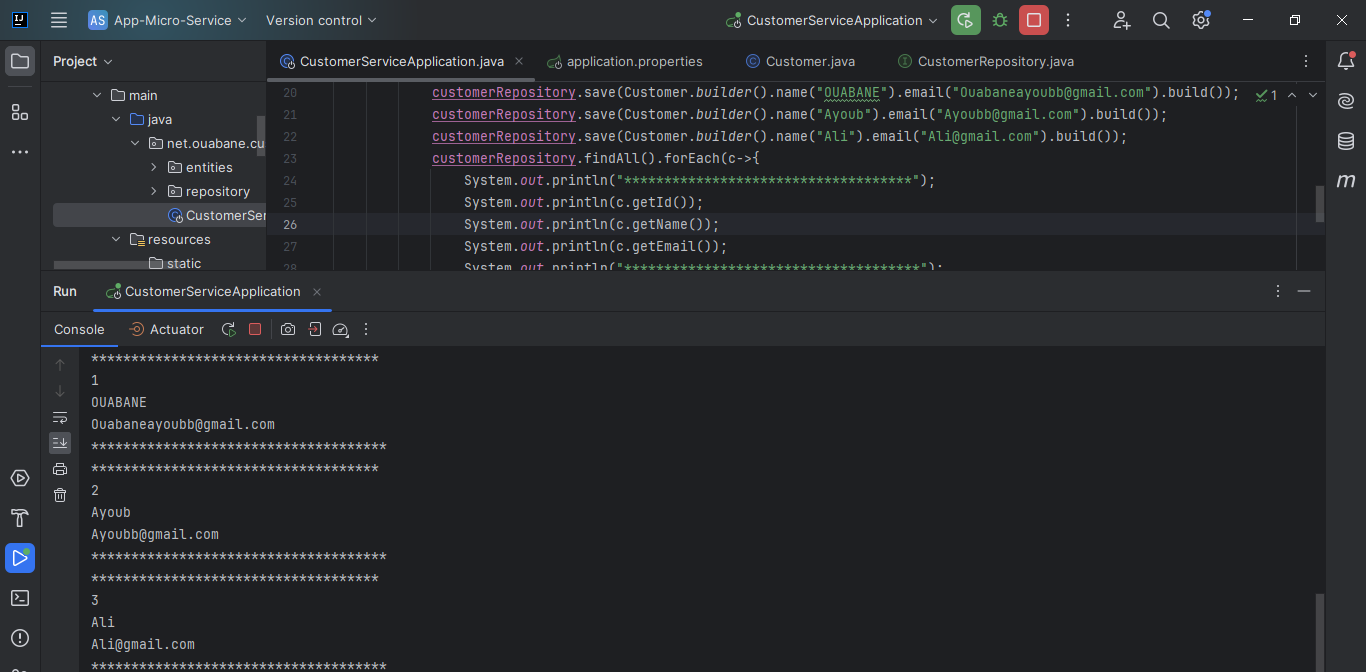 IJ
AS App-Micro-Service
Version control
CustomerServiceApplication
Project
CustomerServiceApplication.java
application.properties
Customer.java
CustomerRepository.java
main
java
net.ouabane.cu
entities
repository
CustomerSer
resources
static
20 customerRepository.save(Customer.builder().name("OUABANE").email("Ouabaneayoubb@gmail.com").build());
1
21 customerRepository.save(Customer.builder().name("Ayoub").email("Ayoubb@gmail.com").build());
22 customerRepository.save(Customer.builder().name("Ali").email("Ali@gmail.com").build());
23 customerRepository.findAll().forEach(c->{
24 System.out.println("************************************");
25 System.out.println(c.getId());
26 System.out.println(c.getName());
27 System.out.println(c.getEmail());
28 System.out.println("*************************************");
m
Run
CustomerServiceApplication
Console
Actuator
************************************
1
OUABANE
Ouabaneayoubb@gmail.com
*************************************
************************************
2
Ayoub
Ayoubb@gmail.com
*************************************
************************************
3
Ali
Ali@gmail.com
*************************************